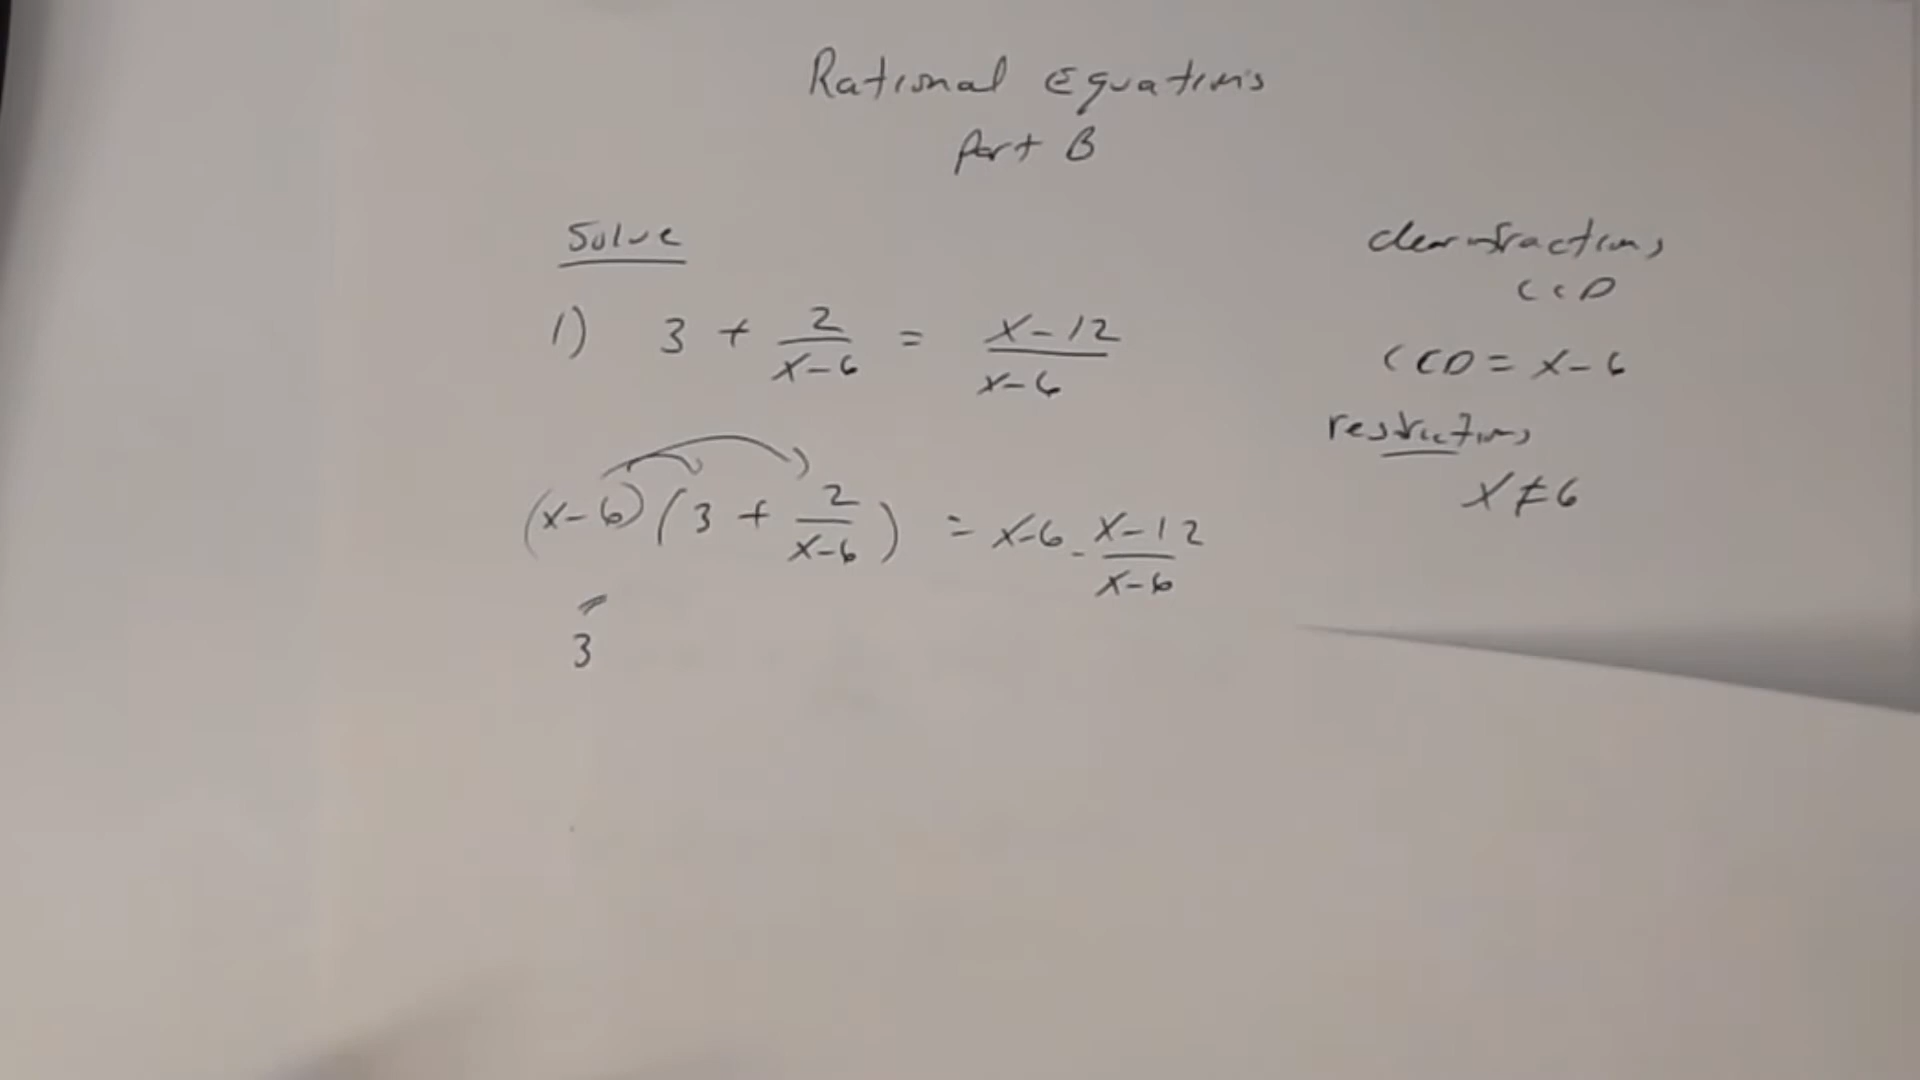 Rational Equations
Part B
Solve
1) 3 + 2/(x-6) = (x-12)/(x-6)
(x-6)(3 + 2/(x-6)) = x-6 · (x-12)/(x-6)
3
clear fractions
LCD
LCD = x-6
restrictions
x ≠ 6